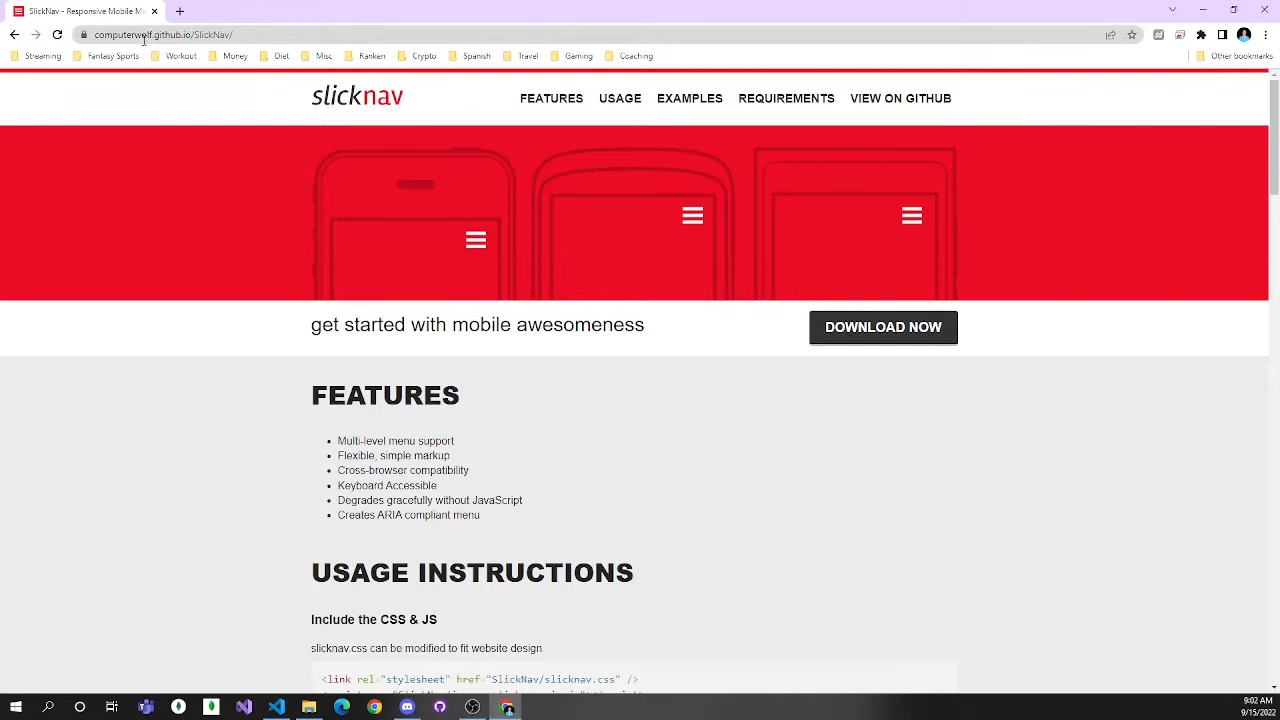 SlickNav - Responsive Mobile Me
computerwolf.github.io/SlickNav/
Streaming
Fantasy Sports
Workout
Money
Diet
Misc
Ranken
Crypto
Spanish
Travel
Gaming
Coaching
Other bookmarks
slicknav
FEATURES
USAGE
EXAMPLES
REQUIREMENTS
VIEW ON GITHUB
get started with mobile awesomeness
DOWNLOAD NOW
FEATURES
• Multi-level menu support
• Flexible, simple markup
• Cross-browser compatibility
• Keyboard Accessible
• Degrades gracefully without JavaScript
• Creates ARIA compliant menu
USAGE INSTRUCTIONS
Include the CSS & JS
slicknav.css can be modified to fit website design
<link rel="stylesheet" href="SlickNav/slicknav.css" />
9:02 AM
9/15/2022